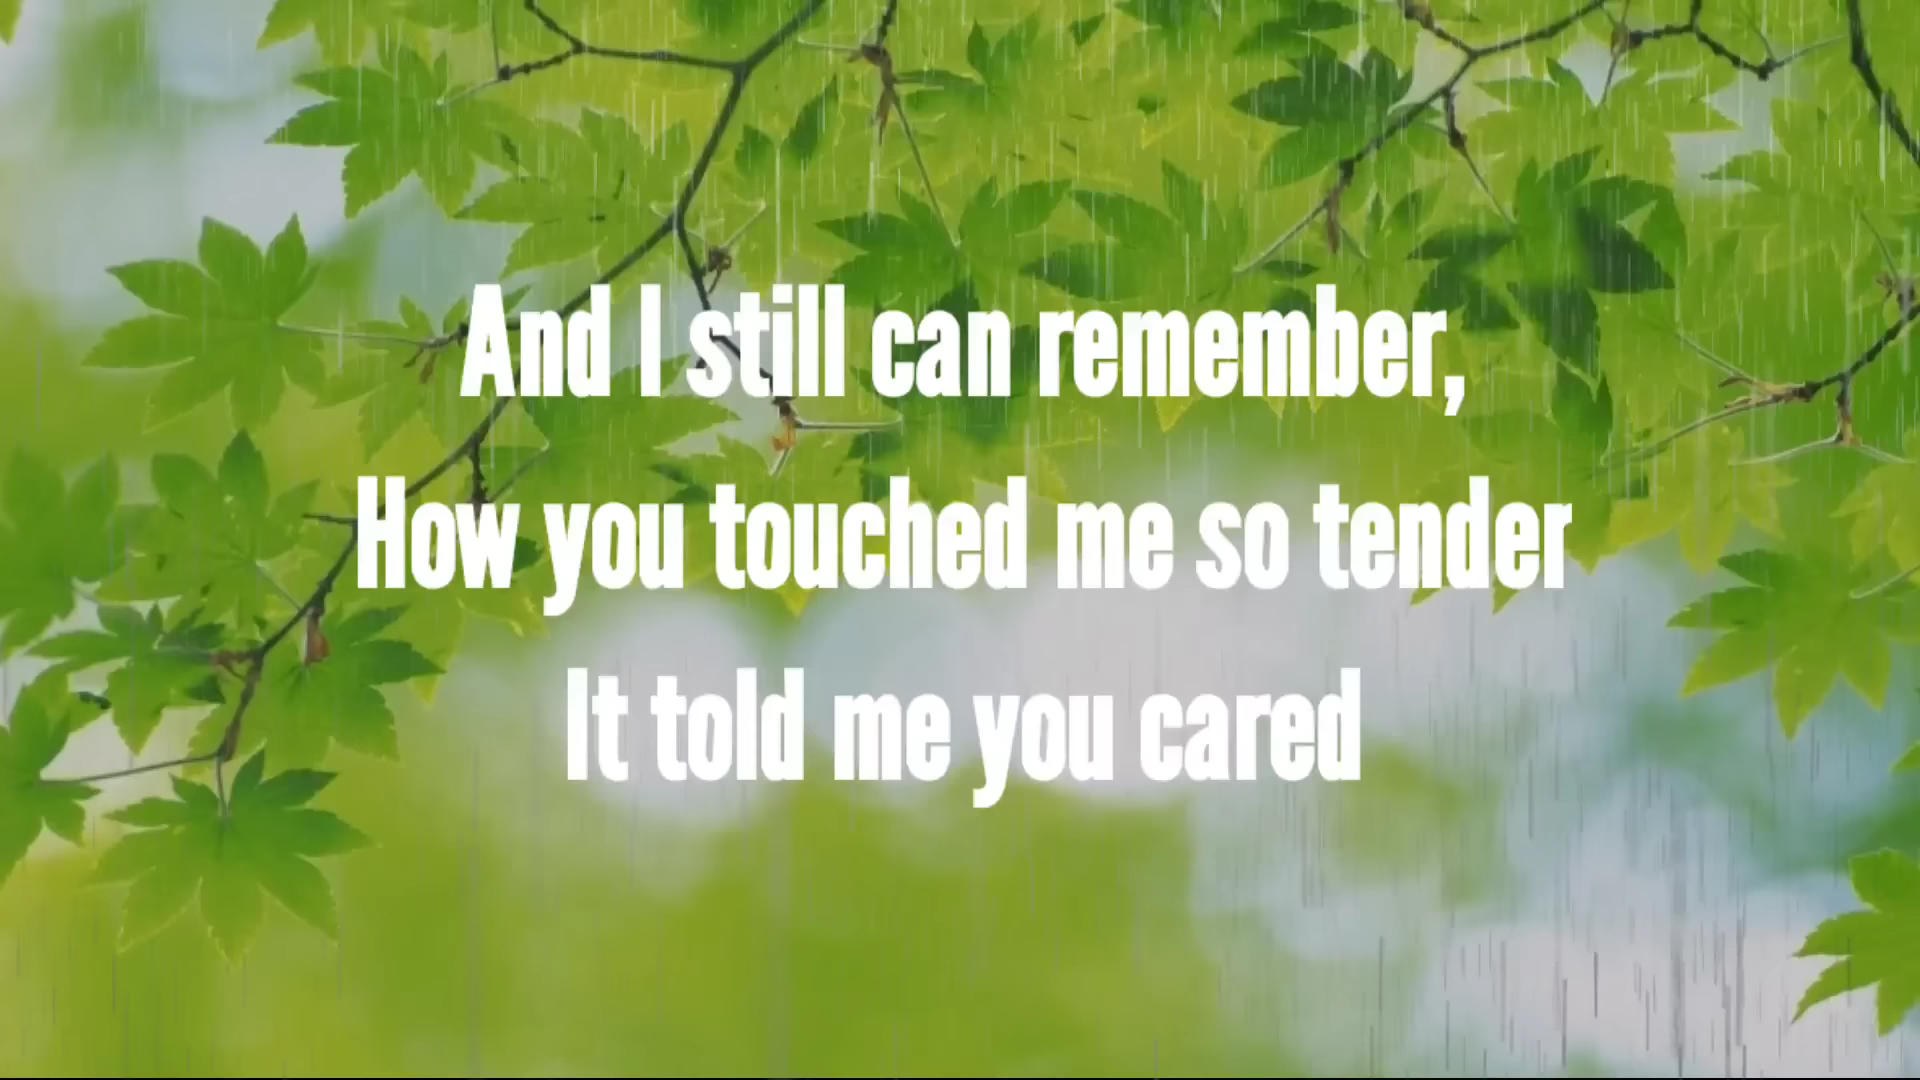 And I still can remember,
How you touched me so tender
It told me you cared